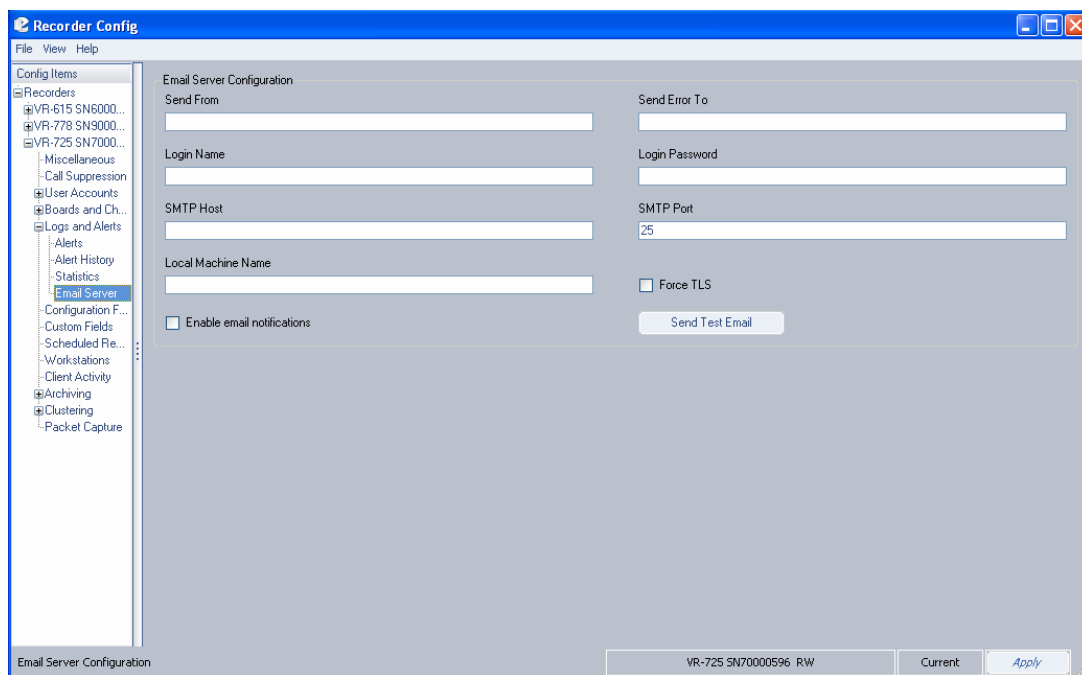 Recorder Config
File View Help
Config Items
Recorders
VR-615 SN6000...
VR-778 SN9000...
VR-725 SN7000...
Miscellaneous
Call Suppression
User Accounts
Boards and Ch...
Logs and Alerts
Alerts
Alert History
Statistics
Email Server
Configuration F...
Custom Fields
Scheduled Re...
Workstations
Client Activity
Archiving
Clustering
Packet Capture
Email Server Configuration
Send From
Send Error To
Login Name
Login Password
SMTP Host
SMTP Port
25
Local Machine Name
Force TLS
Enable email notifications
Send Test Email
Email Server Configuration
VR-725 SN70000596 RW
Current
Apply